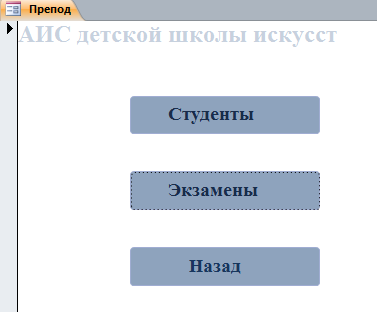 Препод
АИС детской школы искусст
Студенты
Экзамены
Назад